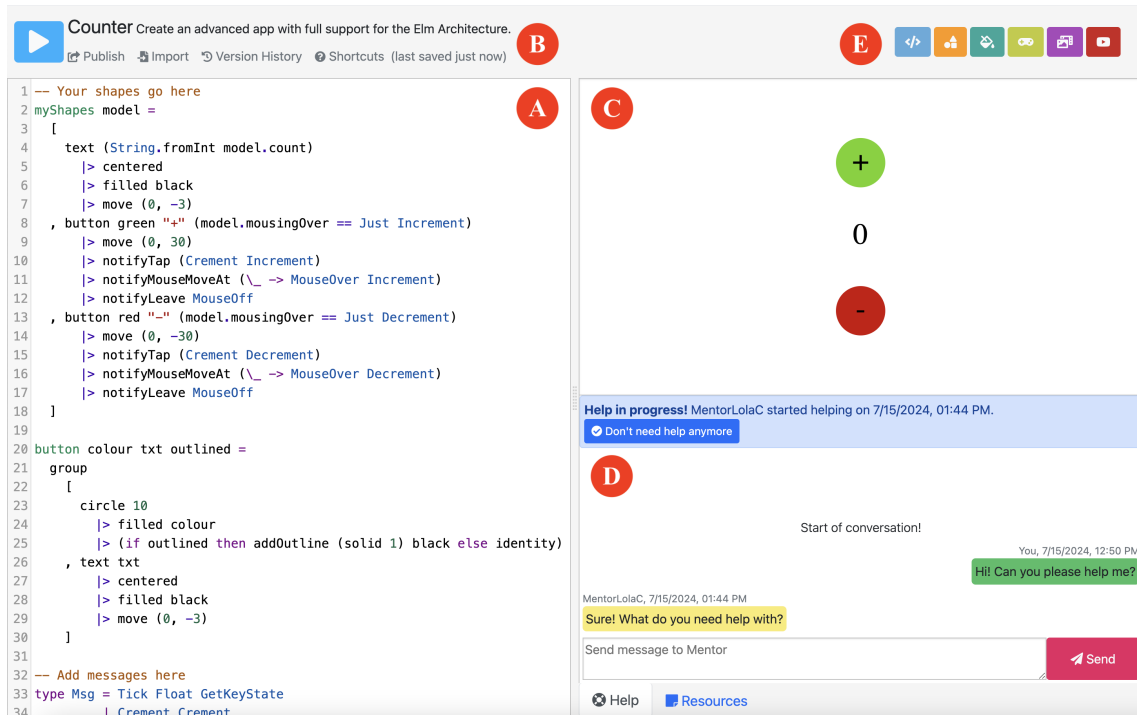 Counter Create an advanced app with full support for the Elm Architecture.
Publish Import Version History Shortcuts (last saved just now)
B
E
A
1 -- Your shapes go here
2 myShapes model =
3 [
4 text (String.fromInt model.count)
5 |> centered
6 |> filled black
7 |> move (0, -3)
8 , button green "+" (model.mousingOver == Just Increment)
9 |> move (0, 30)
10 |> notifyTap (Crement Increment)
11 |> notifyMouseMoveAt (\_ -> MouseOver Increment)
12 |> notifyLeave MouseOff
13 , button red "-" (model.mousingOver == Just Decrement)
14 |> move (0, -30)
15 |> notifyTap (Crement Decrement)
16 |> notifyMouseMoveAt (\_ -> MouseOver Decrement)
17 |> notifyLeave MouseOff
18 ]
19
20 button colour txt outlined =
21 group
22 [
23 circle 10
24 |> filled colour
25 |> (if outlined then addOutline (solid 1) black else identity)
26 , text txt
27 |> centered
28 |> filled black
29 |> move (0, -3)
30 ]
31
32 -- Add messages here
33 type Msg = Tick Float GetKeyState
34 | Crement Crement
C
+
0
-
Help in progress! MentorLolaC started helping on 7/15/2024, 01:44 PM.
Don't need help anymore
D
Start of conversation!
You, 7/15/2024, 12:50 PM
Hi! Can you please help me?
MentorLolaC, 7/15/2024, 01:44 PM
Sure! What do you need help with?
Send message to Mentor
Send
Help Resources